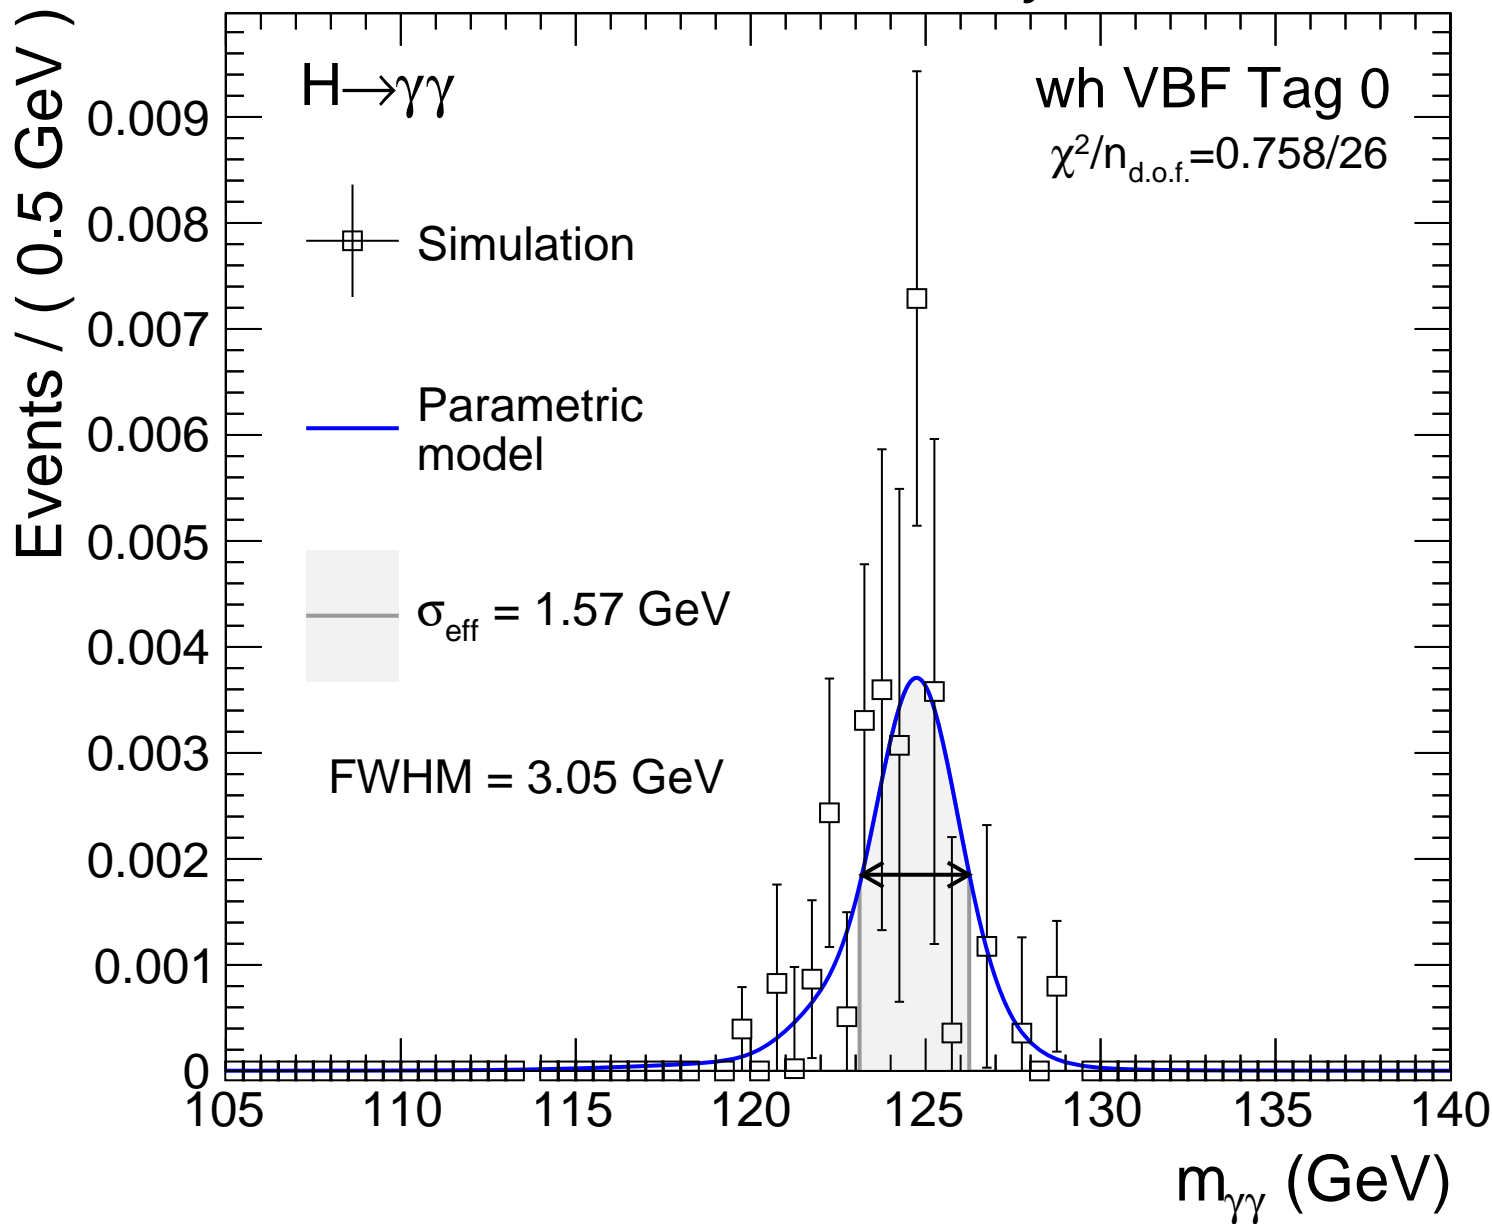 H→γγ
wh VBF Tag 0
χ²/n_d.o.f.=0.758/26
Simulation
Parametric
model
σ_eff = 1.57 GeV
FWHM = 3.05 GeV
Events / ( 0.5 GeV )
0.009
0.008
0.007
0.006
0.005
0.004
0.003
0.002
0.001
0
105 110 115 120 125 130 135 140
m_γγ (GeV)